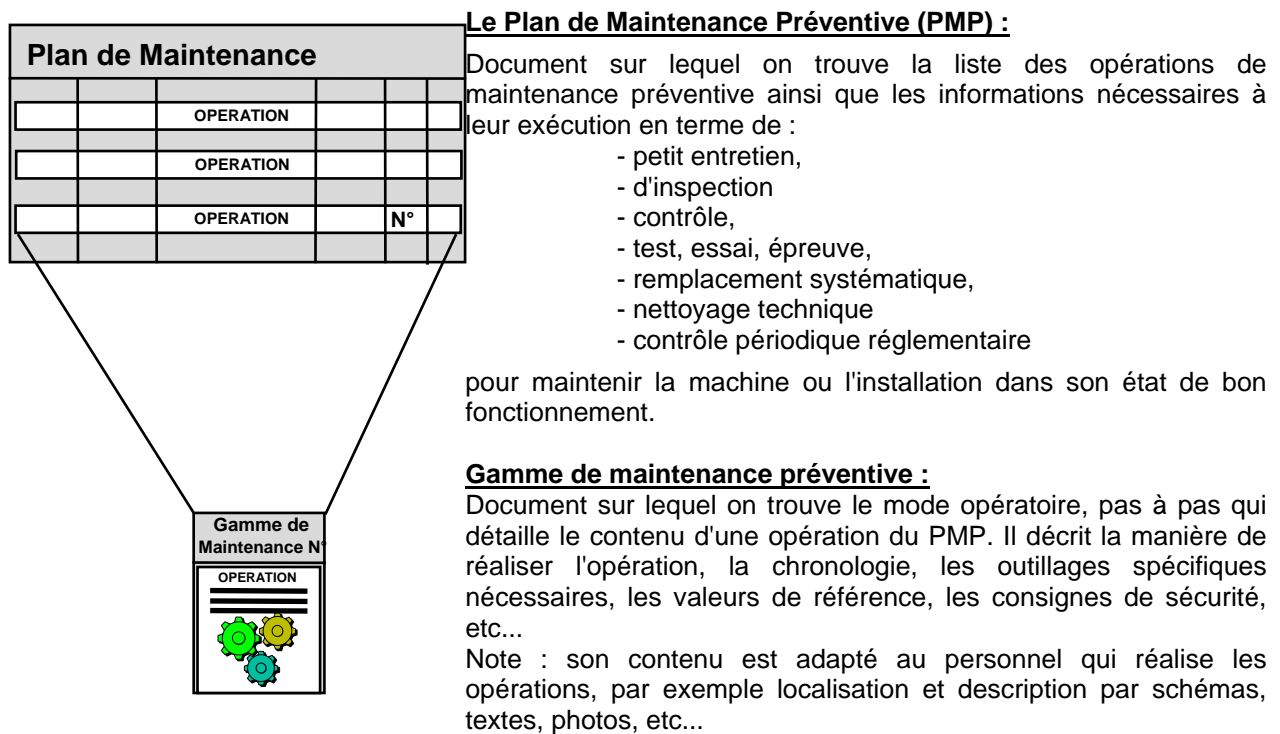 Plan de Maintenance
OPERATION
OPERATION
OPERATION N°
Gamme de
Maintenance N°
OPERATION
Le Plan de Maintenance Préventive (PMP) :
Document sur lequel on trouve la liste des opérations de
maintenance préventive ainsi que les informations nécessaires à
leur exécution en terme de :
- petit entretien,
- d'inspection
- contrôle,
- test, essai, épreuve,
- remplacement systématique,
- nettoyage technique
- contrôle périodique réglementaire
pour maintenir la machine ou l'installation dans son état de bon
fonctionnement.
Gamme de maintenance préventive :
Document sur lequel on trouve le mode opératoire, pas à pas qui
détaille le contenu d'une opération du PMP. Il décrit la manière de
réaliser l'opération, la chronologie, les outillages spécifiques
nécessaires, les valeurs de référence, les consignes de sécurité,
etc...
Note : son contenu est adapté au personnel qui réalise les
opérations, par exemple localisation et description par schémas,
textes, photos, etc...